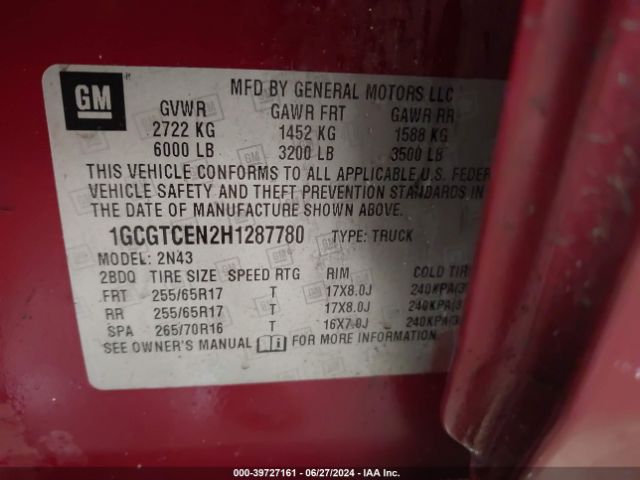 GM
MFD BY GENERAL MOTORS LLC
GVWR GAWR FRT GAWR RR
2722 KG 1452 KG 1588 KG
6000 LB 3200 LB 3500 LB
THIS VEHICLE CONFORMS TO ALL APPLICABLE U.S. FEDER
VEHICLE SAFETY AND THEFT PREVENTION STANDARDS IN
THE DATE OF MANUFACTURE SHOWN ABOVE.
1GCGTCEN2H1287780 TYPE: TRUCK
MODEL: 2N43
2BDQ TIRE SIZE SPEED RTG RIM COLD TIR
FRT 255/65R17 T 17X8.0J 240KPA(3
RR 255/65R17 T 17X8.0J 240KPA(3
SPA 265/70R16 T 16X7.0J 240KPA(3
SEE OWNER'S MANUAL FOR MORE INFORMATION.
000-39727161 - 06/27/2024 - IAA Inc.